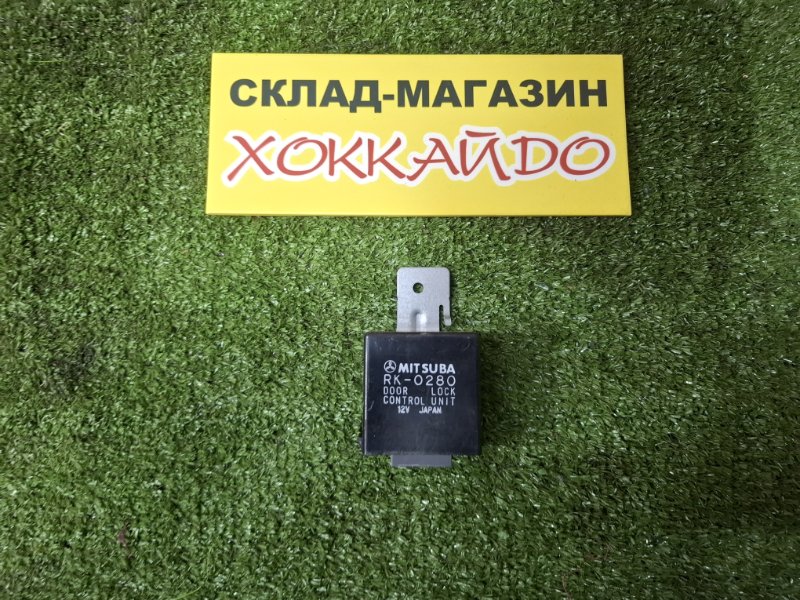 СКЛАД-МАГАЗИН
ХОККАЙДО
MITSUBA
RK-0280
DOOR LOCK
CONTROL UNIT
12V JAPAN